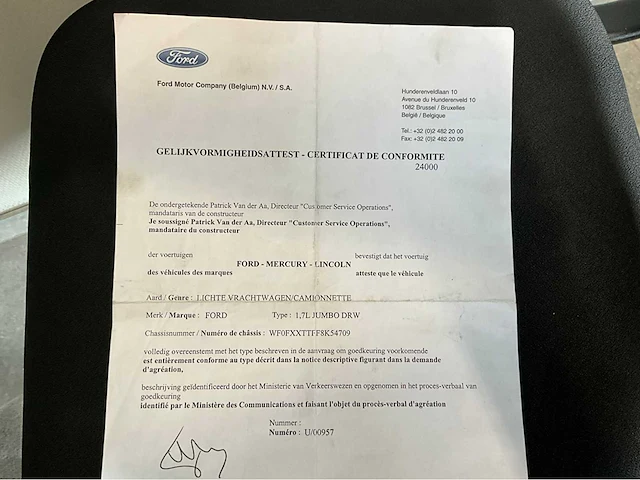 Ford
Ford Motor Company (Belgium) N.V. / S.A.
Hunderenveldlaan 10
Avenue du Hunderenveld 10
1082 Brussel / Bruxelles
België / Belgique
Tel.: +32 (0)2 482 20 00
Fax: +32 (0)2 482 20 09
GELIJKVORMIGHEIDSATTEST - CERTIFICAT DE CONFORMITE
24000
De ondergetekende Patrick Van der Aa, Directeur "Customer Service Operations",
mandataris van de constructeur
Je soussigné Patrick Van der Aa, Directeur "Customer Service Operations",
mandataire du constructeur
der voertuigen bevestigt dat het voertuig
FORD - MERCURY - LINCOLN
des véhicules des marques atteste que le véhicule
Aard / Genre : LICHTE VRACHTWAGEN/CAMIONNETTE
Merk / Marque : FORD Type : 1,7L JUMBO DRW
Chassisnummer / Numéro de châssis : WF0FXXTTFF8K54709
volledig overeenstemt met het type beschreven in de aanvraag om goedkeuring voorkomende
est entièrement conforme au type décrit dans la notice descriptive figurant dans la demande
d'agréation,
beschrijving geïdentificeerd door het Ministerie van Verkeerswezen en opgenomen in het proces-verbaal van
goedkeuring
identifié par le Ministère des Communications et faisant l'objet du procès-verbal d'agréation
Nummer :
Numéro : U/00957